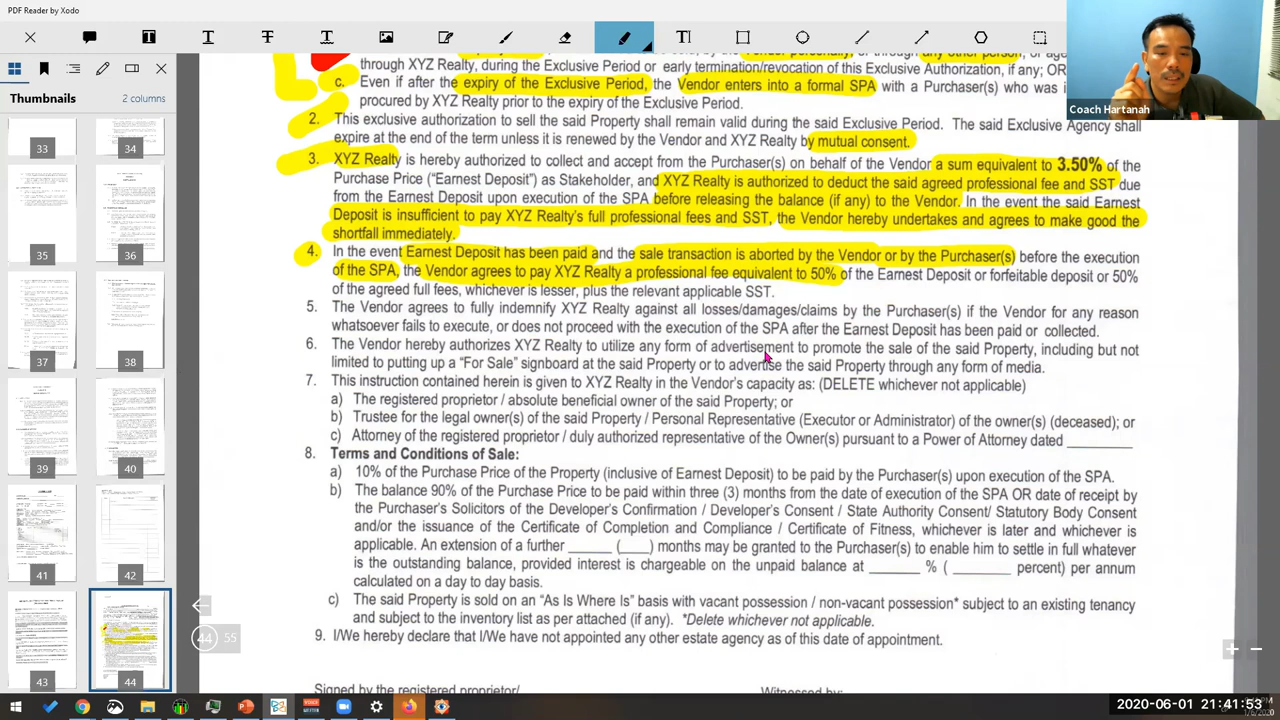 PDF Reader by Xodo
Thumbnails
2 columns
33
34
35
36
37
38
39
40
41
42
43
44
through XYZ Realty, during the Exclusive Period or early termination/revocation of this Exclusive Authorization, if any; OR
c. Even if after the expiry of the Exclusive Period, the Vendor enters into a formal SPA with a Purchaser(s) who was
procured by XYZ Realty prior to the expiry of the Exclusive Period.
2. This exclusive authorization to sell the said Property shall remain valid during the said Exclusive Period. The said Exclusive Agency shall
expire at the end of the term unless it is renewed by the Vendor and XYZ Realty by mutual consent.
3. XYZ Realty is hereby authorized to collect and accept from the Purchaser(s) on behalf of the Vendor a sum equivalent to 3.50% of the
Purchase Price ("Earnest Deposit") as Stakeholder, and XYZ Realty is authorized to deduct the said agreed professional fee and SST due
from the Earnest Deposit upon execution of the SPA before releasing the balance (if any) to the Vendor. In the event the said Earnest
Deposit is insufficient to pay XYZ Realty's full professional fees and SST, the Vendor hereby undertakes and agrees to make good the
shortfall immediately.
4. In the event Earnest Deposit has been paid and the sale transaction is aborted by the Vendor or by the Purchaser(s) before the execution
of the SPA, the Vendor agrees to pay XYZ Realty a professional fee equivalent to 50% of the Earnest Deposit or forfeitable deposit or 50%
of the agreed full fees, whichever is lesser, plus the relevant applicable SST.
5. The Vendor agrees to fully indemnify XYZ Realty against all losses/damages/claims by the Purchaser(s) if the Vendor for any reason
whatsoever fails to execute, or does not proceed with the execution of the SPA after the Earnest Deposit has been paid or collected.
6. The Vendor hereby authorizes XYZ Realty to utilize any form of advertisement to promote the sale of the said Property, including but not
limited to putting up a "For Sale" signboard at the said Property or to advertise the said Property through any form of media.
7. This instruction contained herein is given to XYZ Realty in the Vendor's capacity as: (DELETE whichever not applicable)
a) The registered proprietor / absolute beneficial owner of the said Property; or
b) Trustee for the legal owner(s) of the said Property / Personal Representative (Executor or Administrator) of the owner(s) (deceased); or
c) Attorney of the registered proprietor / duly authorized representative of the Owner(s) pursuant to a Power of Attorney dated ________
8. Terms and Conditions of Sale:
a) 10% of the Purchase Price of the Property (inclusive of Earnest Deposit) to be paid by the Purchaser(s) upon execution of the SPA.
b) The balance 90% of the Purchase Price to be paid within three (3) months from the date of execution of the SPA OR date of receipt by
the Purchaser's Solicitors of the Developer's Confirmation / Developer's Consent / State Authority Consent/ Statutory Body Consent
and/or the issuance of the Certificate of Completion and Compliance / Certificate of Fitness, whichever is later and whichever is
applicable. An extension of a further ______ (____) months may be granted to the Purchaser(s) to enable him to settle in full whatever
is the outstanding balance, provided interest is chargeable on the unpaid balance at _______ % ( ________ percent) per annum
calculated on a day to day basis.
c) The said Property is sold on an "As Is Where Is" basis with vacant possession / non-vacant possession* subject to an existing tenancy
and subject to the inventory list as per attached (if any). *Delete whichever not applicable.
9. I/We hereby declare that I/We have not appointed any other estate agency as of this date of appointment.
Signed by the registered proprietor/
Witnessed by:
Coach Hartanah
44 55
2020-06-01 21:41:53